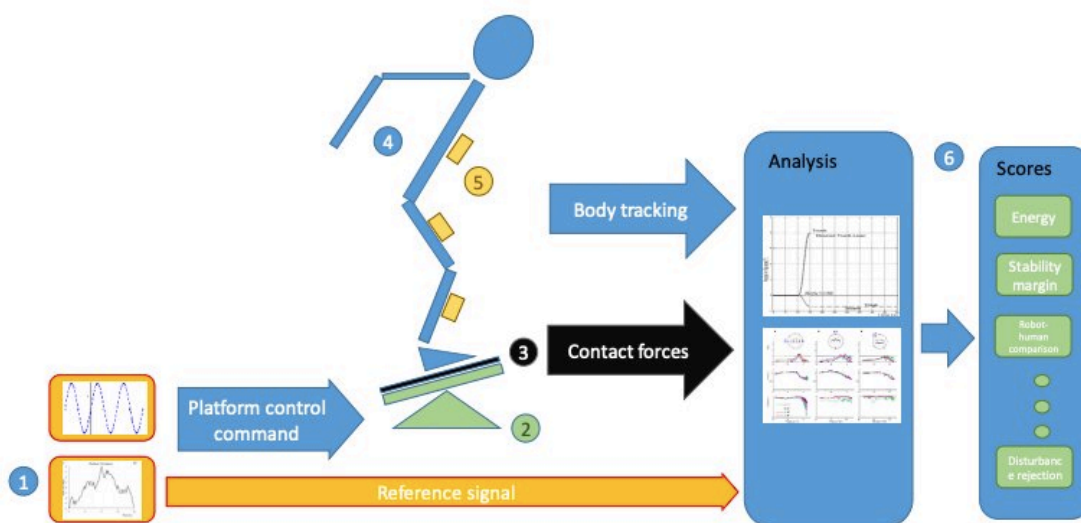 4
5
Body tracking
3
Contact forces
Platform control
command
2
1
Reference signal
Analysis
6
Scores
Energy
Stability
margin
Robot-
human
comparison
Disturbanc
e rejection